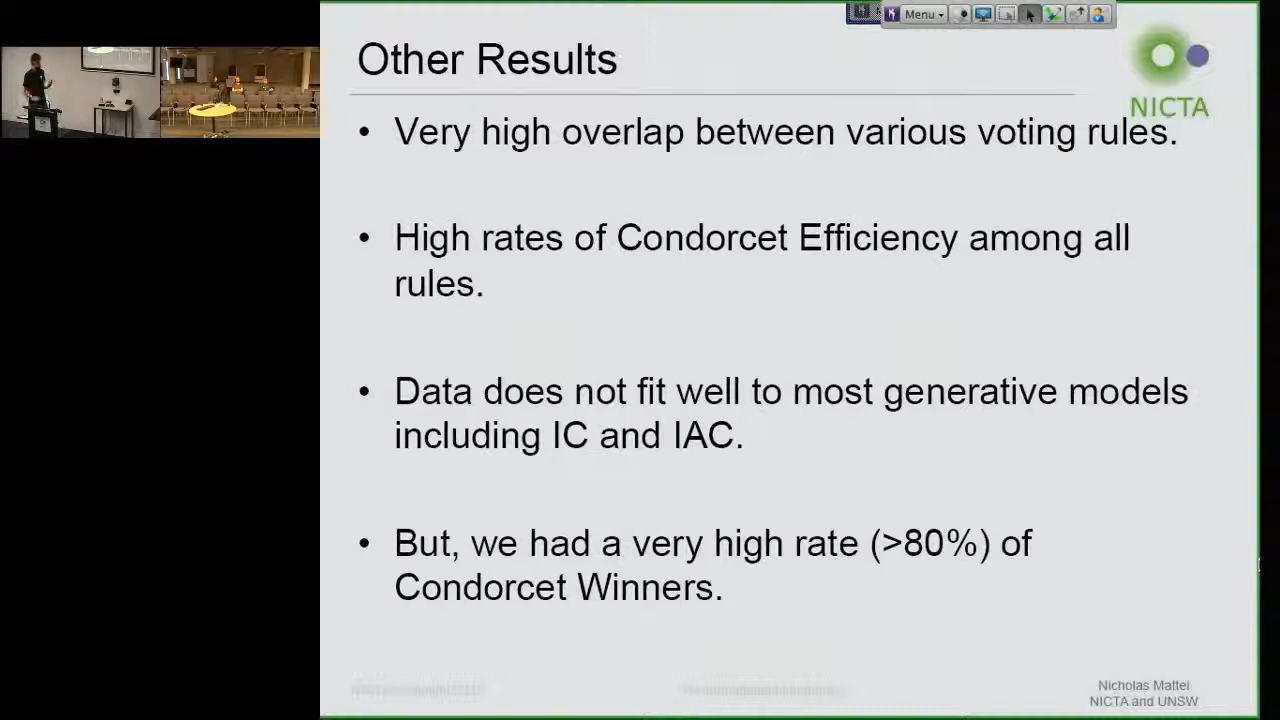 Menu
Other Results
NICTA
• Very high overlap between various voting rules.
• High rates of Condorcet Efficiency among all
rules.
• Data does not fit well to most generative models
including IC and IAC.
• But, we had a very high rate (>80%) of
Condorcet Winners.
Nicholas Mattei
NICTA and UNSW